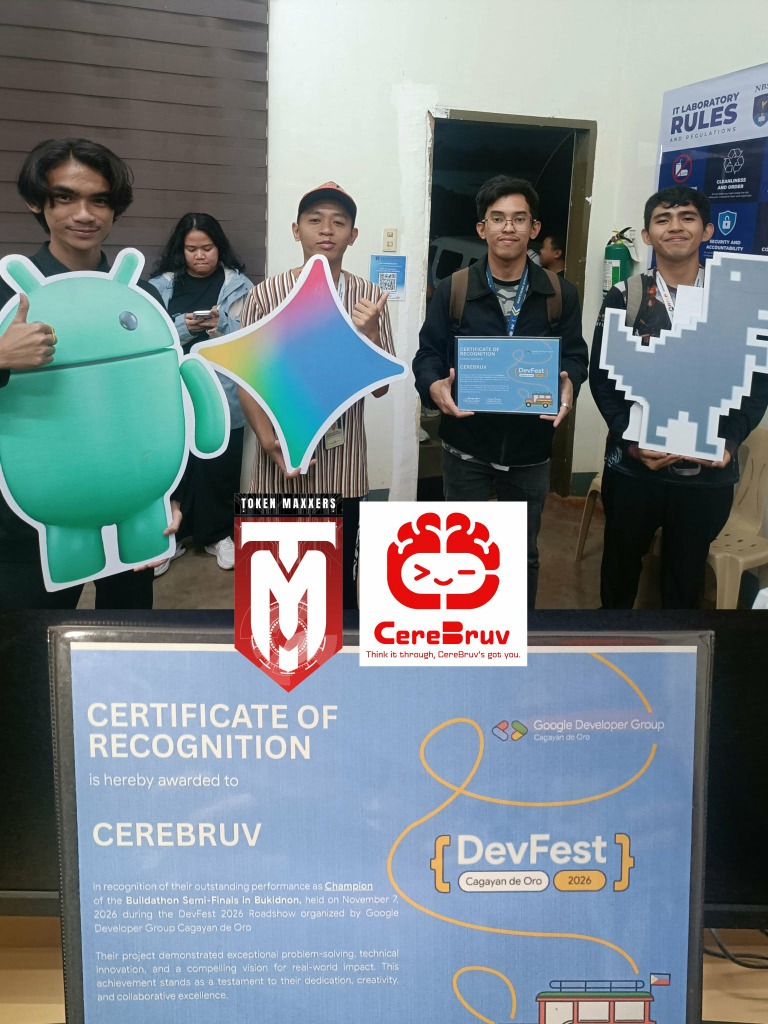 IT LABORATORY
RULES
AND REGULATIONS
CLEANLINESS
AND ORDER
SECURITY AND
ACCOUNTABILITY
CERTIFICATE OF
RECOGNITION
CEREBRUV
DevFest
TOKEN MAXXERS
TM
CereBruv
Think it through, CereBruv's got you.
CERTIFICATE OF
RECOGNITION
is hereby awarded to
CEREBRUV
In recognition of their outstanding performance as Champion
of the Buildathon Semi-Finals in Bukidnon, held on November 7,
2026 during the DevFest 2026 Roadshow organized by Google
Developer Group Cagayan de Oro
Their project demonstrated exceptional problem-solving, technical
innovation, and a compelling vision for real-world impact. This
achievement stands as a testament to their dedication, creativity,
and collaborative excellence.
Google Developer Group
Cagayan de Oro
{DevFest}
Cagayan de Oro 2026